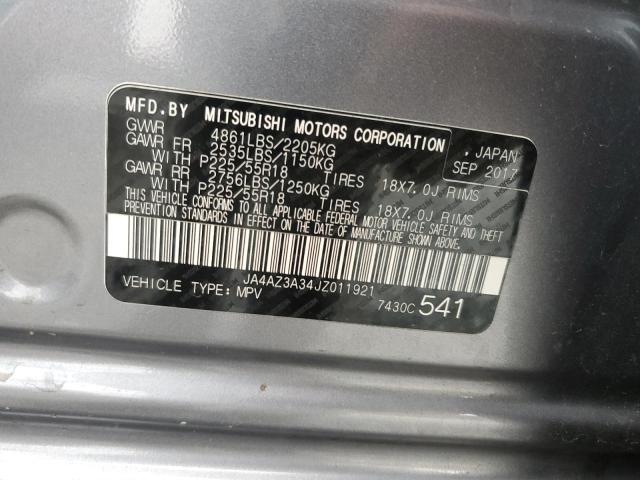 MFD. BY MITSUBISHI MOTORS CORPORATION, JAPAN
GVWR 4861LBS/2205KG SEP 2017
GAWR FR 2535LBS/1150KG
WITH P225/55R18 TIRES 18X7.0J RIMS
GAWR RR 2756LBS/1250KG
WITH P225/55R18 TIRES 18X7.0J RIMS
THIS VEHICLE CONFORMS TO ALL APPLICABLE FEDERAL MOTOR VEHICLE SAFETY AND THEFT
PREVENTION STANDARDS IN EFFECT ON THE DATE OF MANUFACTURE SHOWN ABOVE.
JA4AZ3A34JZ011921
VEHICLE TYPE: MPV 7430C 541